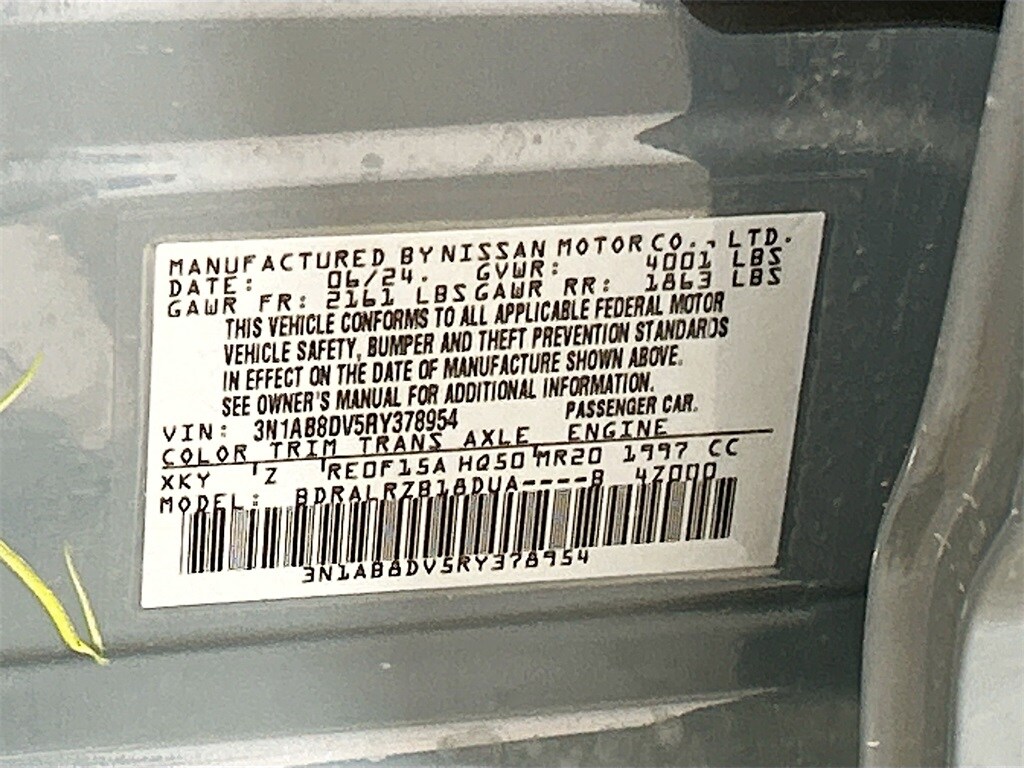 MANUFACTURED BY NISSAN MOTOR CO., LTD.
DATE: 06/24. GVWR: 4001 LBS
GAWR FR: 2161 LBS GAWR RR: 1863 LBS
THIS VEHICLE CONFORMS TO ALL APPLICABLE FEDERAL MOTOR
VEHICLE SAFETY, BUMPER AND THEFT PREVENTION STANDARDS
IN EFFECT ON THE DATE OF MANUFACTURE SHOWN ABOVE.
SEE OWNER'S MANUAL FOR ADDITIONAL INFORMATION.
VIN: 3N1AB8DV5RY378954 PASSENGER CAR.
COLOR TRIM TRANS AXLE ENGINE
XKY Z RE0F15A HQ50 MR20 1997 CC
MODEL: BDRALRZB18DUA----B 4Z000
3N1AB8DV5RY378954